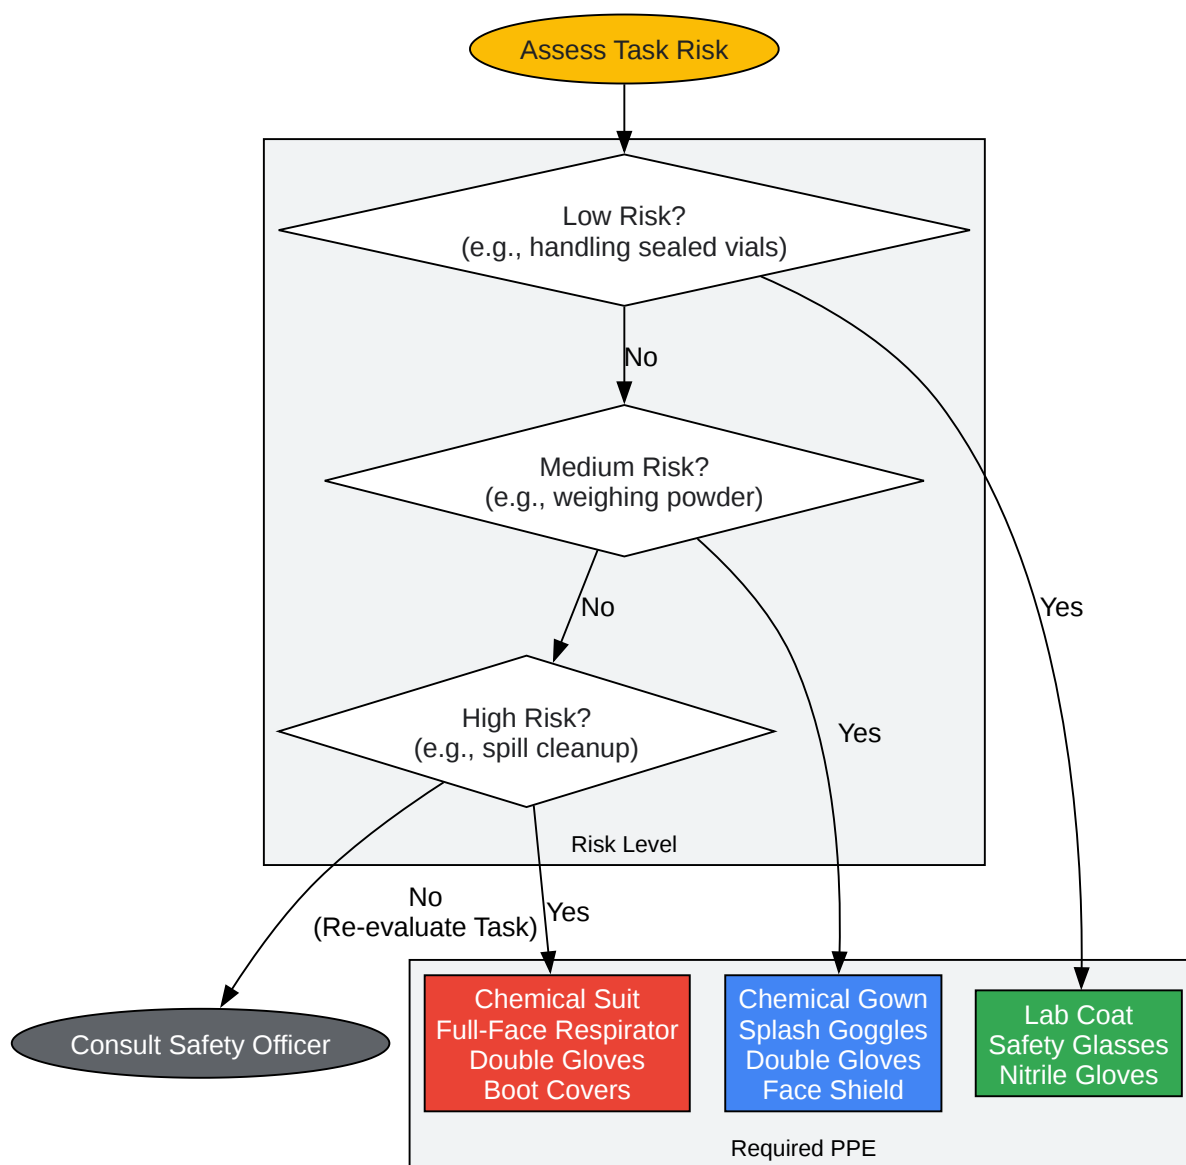 Assess Task Risk
Low Risk?
(e.g., handling sealed vials)
No
Medium Risk?
(e.g., weighing powder)
No
Yes
High Risk?
(e.g., spill cleanup)
Yes
Risk Level
No
(Re-evaluate Task)
Yes
Consult Safety Officer
Chemical Suit
Full-Face Respirator
Double Gloves
Boot Covers
Chemical Gown
Splash Goggles
Double Gloves
Face Shield
Lab Coat
Safety Glasses
Nitrile Gloves
Required PPE